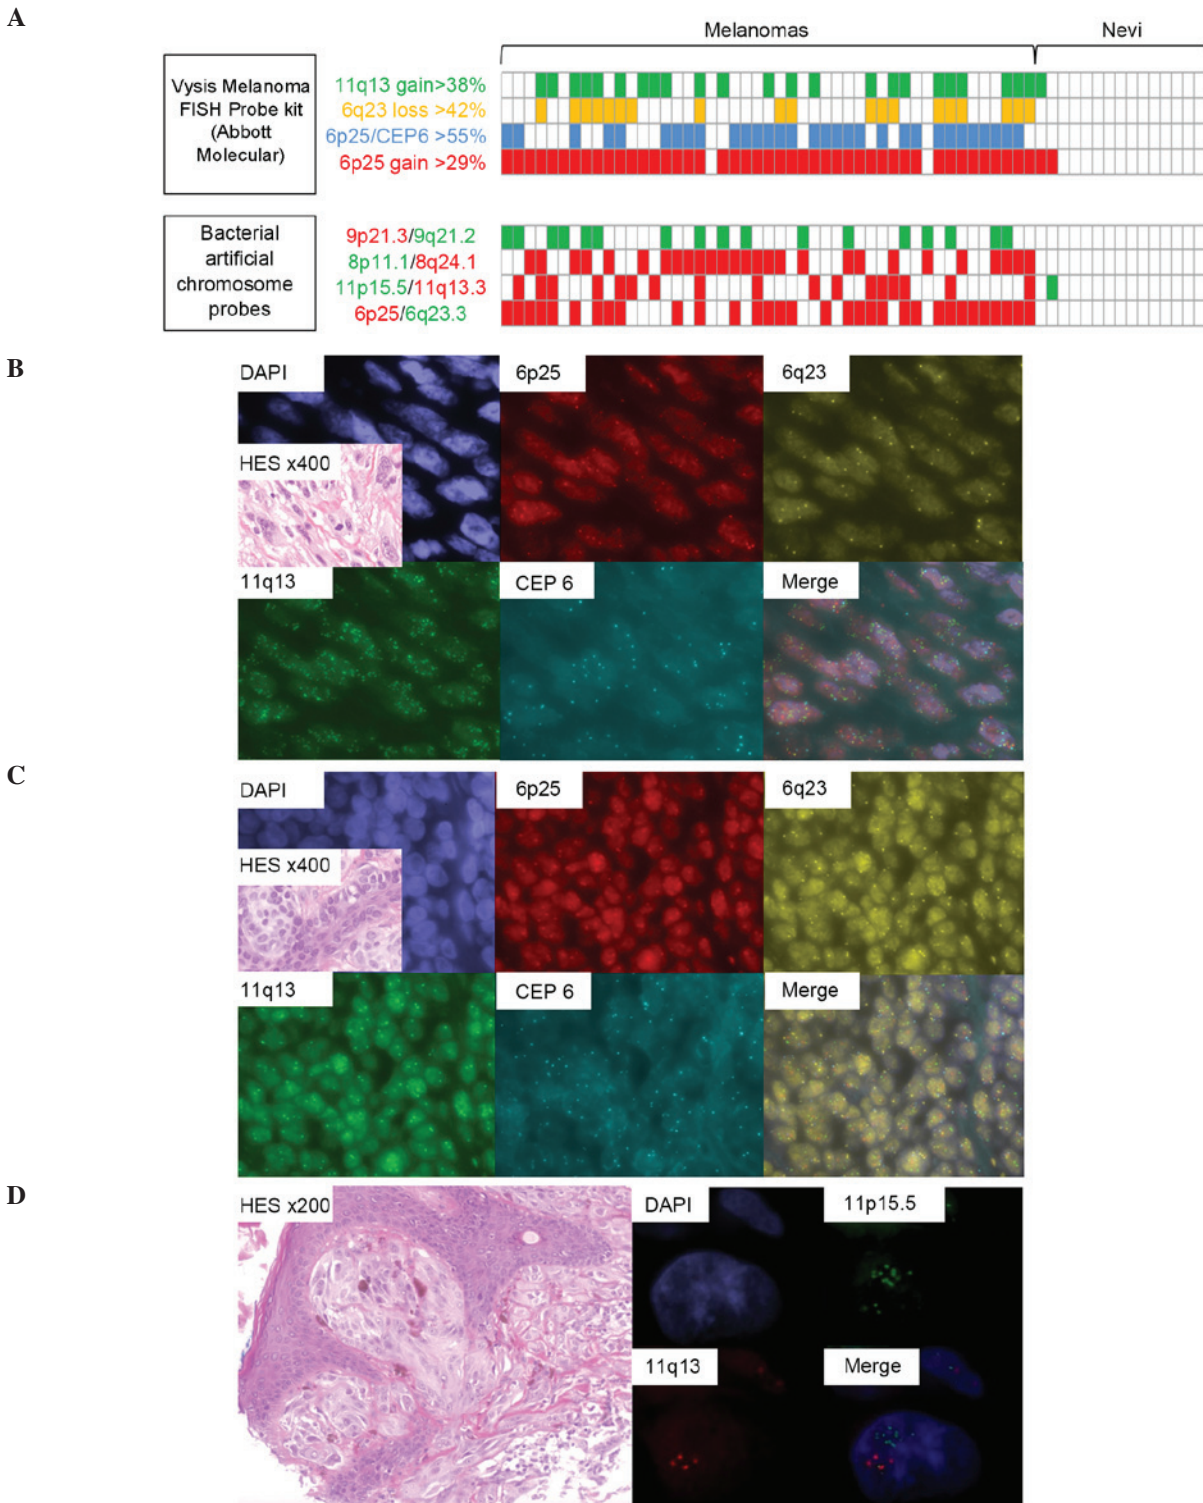 A
Melanomas
Nevi
Vysis Melanoma
FISH Probe kit
(Abbott
Molecular)
11q13 gain>38%
6q23 loss >42%
6p25/CEP6 >55%
6p25 gain >29%
Bacterial
artificial
chromosome
probes
9p21.3/9q21.2
8p11.1/8q24.1
11p15.5/11q13.3
6p25/6q23.3
B
DAPI
6p25
6q23
HES x400
11q13
CEP 6
Merge
C
DAPI
6p25
6q23
HES x400
11q13
CEP 6
Merge
D
HES x200
DAPI
11p15.5
11q13
Merge